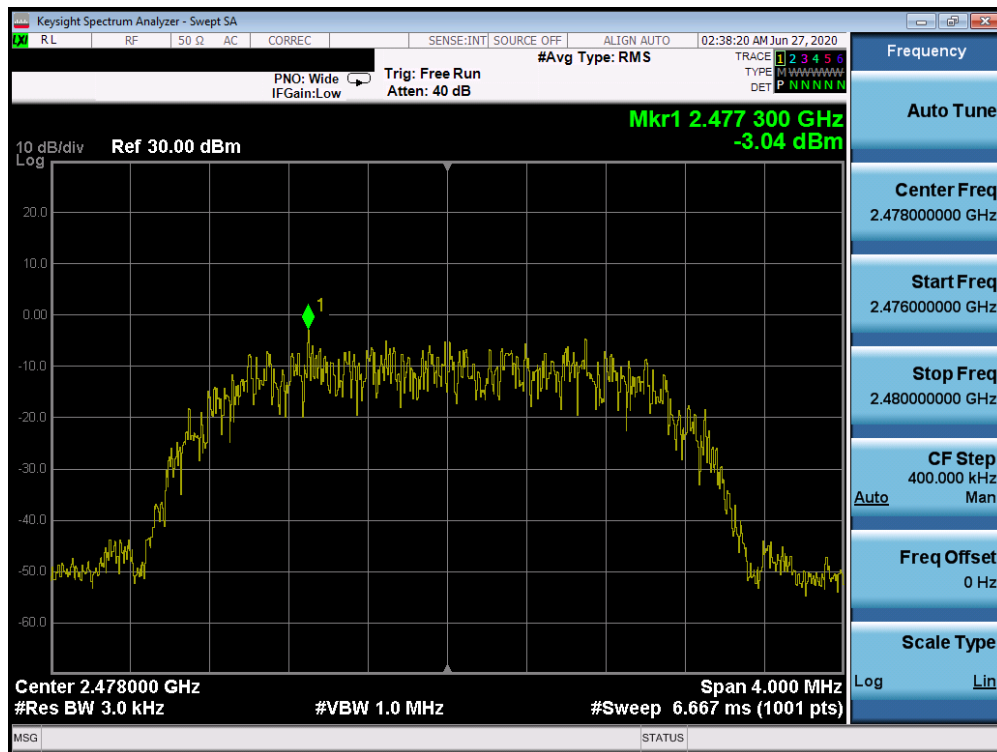 Keysight Spectrum Analyzer - Swept SA
LXI RL RF 50 Ω AC CORREC SENSE:INT SOURCE OFF ALIGN AUTO 02:38:20 AM Jun 27, 2020
PNO: Wide Trig: Free Run #Avg Type: RMS TRACE 1 2 3 4 5 6
IFGain:Low Atten: 40 dB TYPE M WWWWW
DET P N N N N N
Mkr1 2.477 300 GHz
-3.04 dBm
10 dB/div Ref 30.00 dBm
Log
20.0
10.0
0.00
-10.0
-20.0
-30.0
-40.0
-50.0
-60.0
1
Center 2.478000 GHz Span 4.000 MHz
#Res BW 3.0 kHz #VBW 1.0 MHz #Sweep 6.667 ms (1001 pts)
MSG STATUS
Frequency
Auto Tune
Center Freq
2.478000000 GHz
Start Freq
2.476000000 GHz
Stop Freq
2.480000000 GHz
CF Step
400.000 kHz
Auto Man
Freq Offset
0 Hz
Scale Type
Log Lin